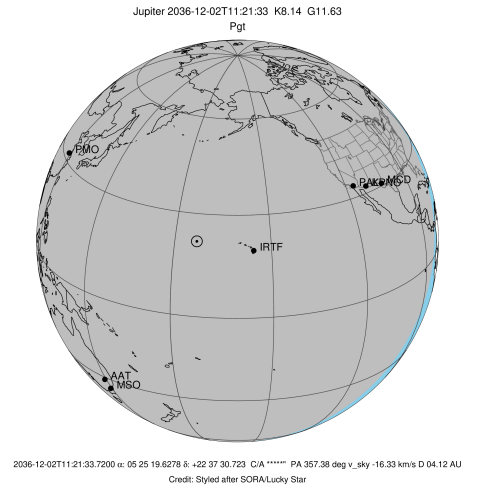 Jupiter 2036-12-02T11:21:33 K8.14 G11.63
Pgt
PMO
MCD
IRTF
AAT
MSO
2036-12-02T11:21:33.7200 α: 05 25 19.6278 δ: +22 37 30.723 C/A *****" PA 357.38 deg v_sky -16.33 km/s D 04.12 AU
Credit: Styled after SORA/Lucky Star